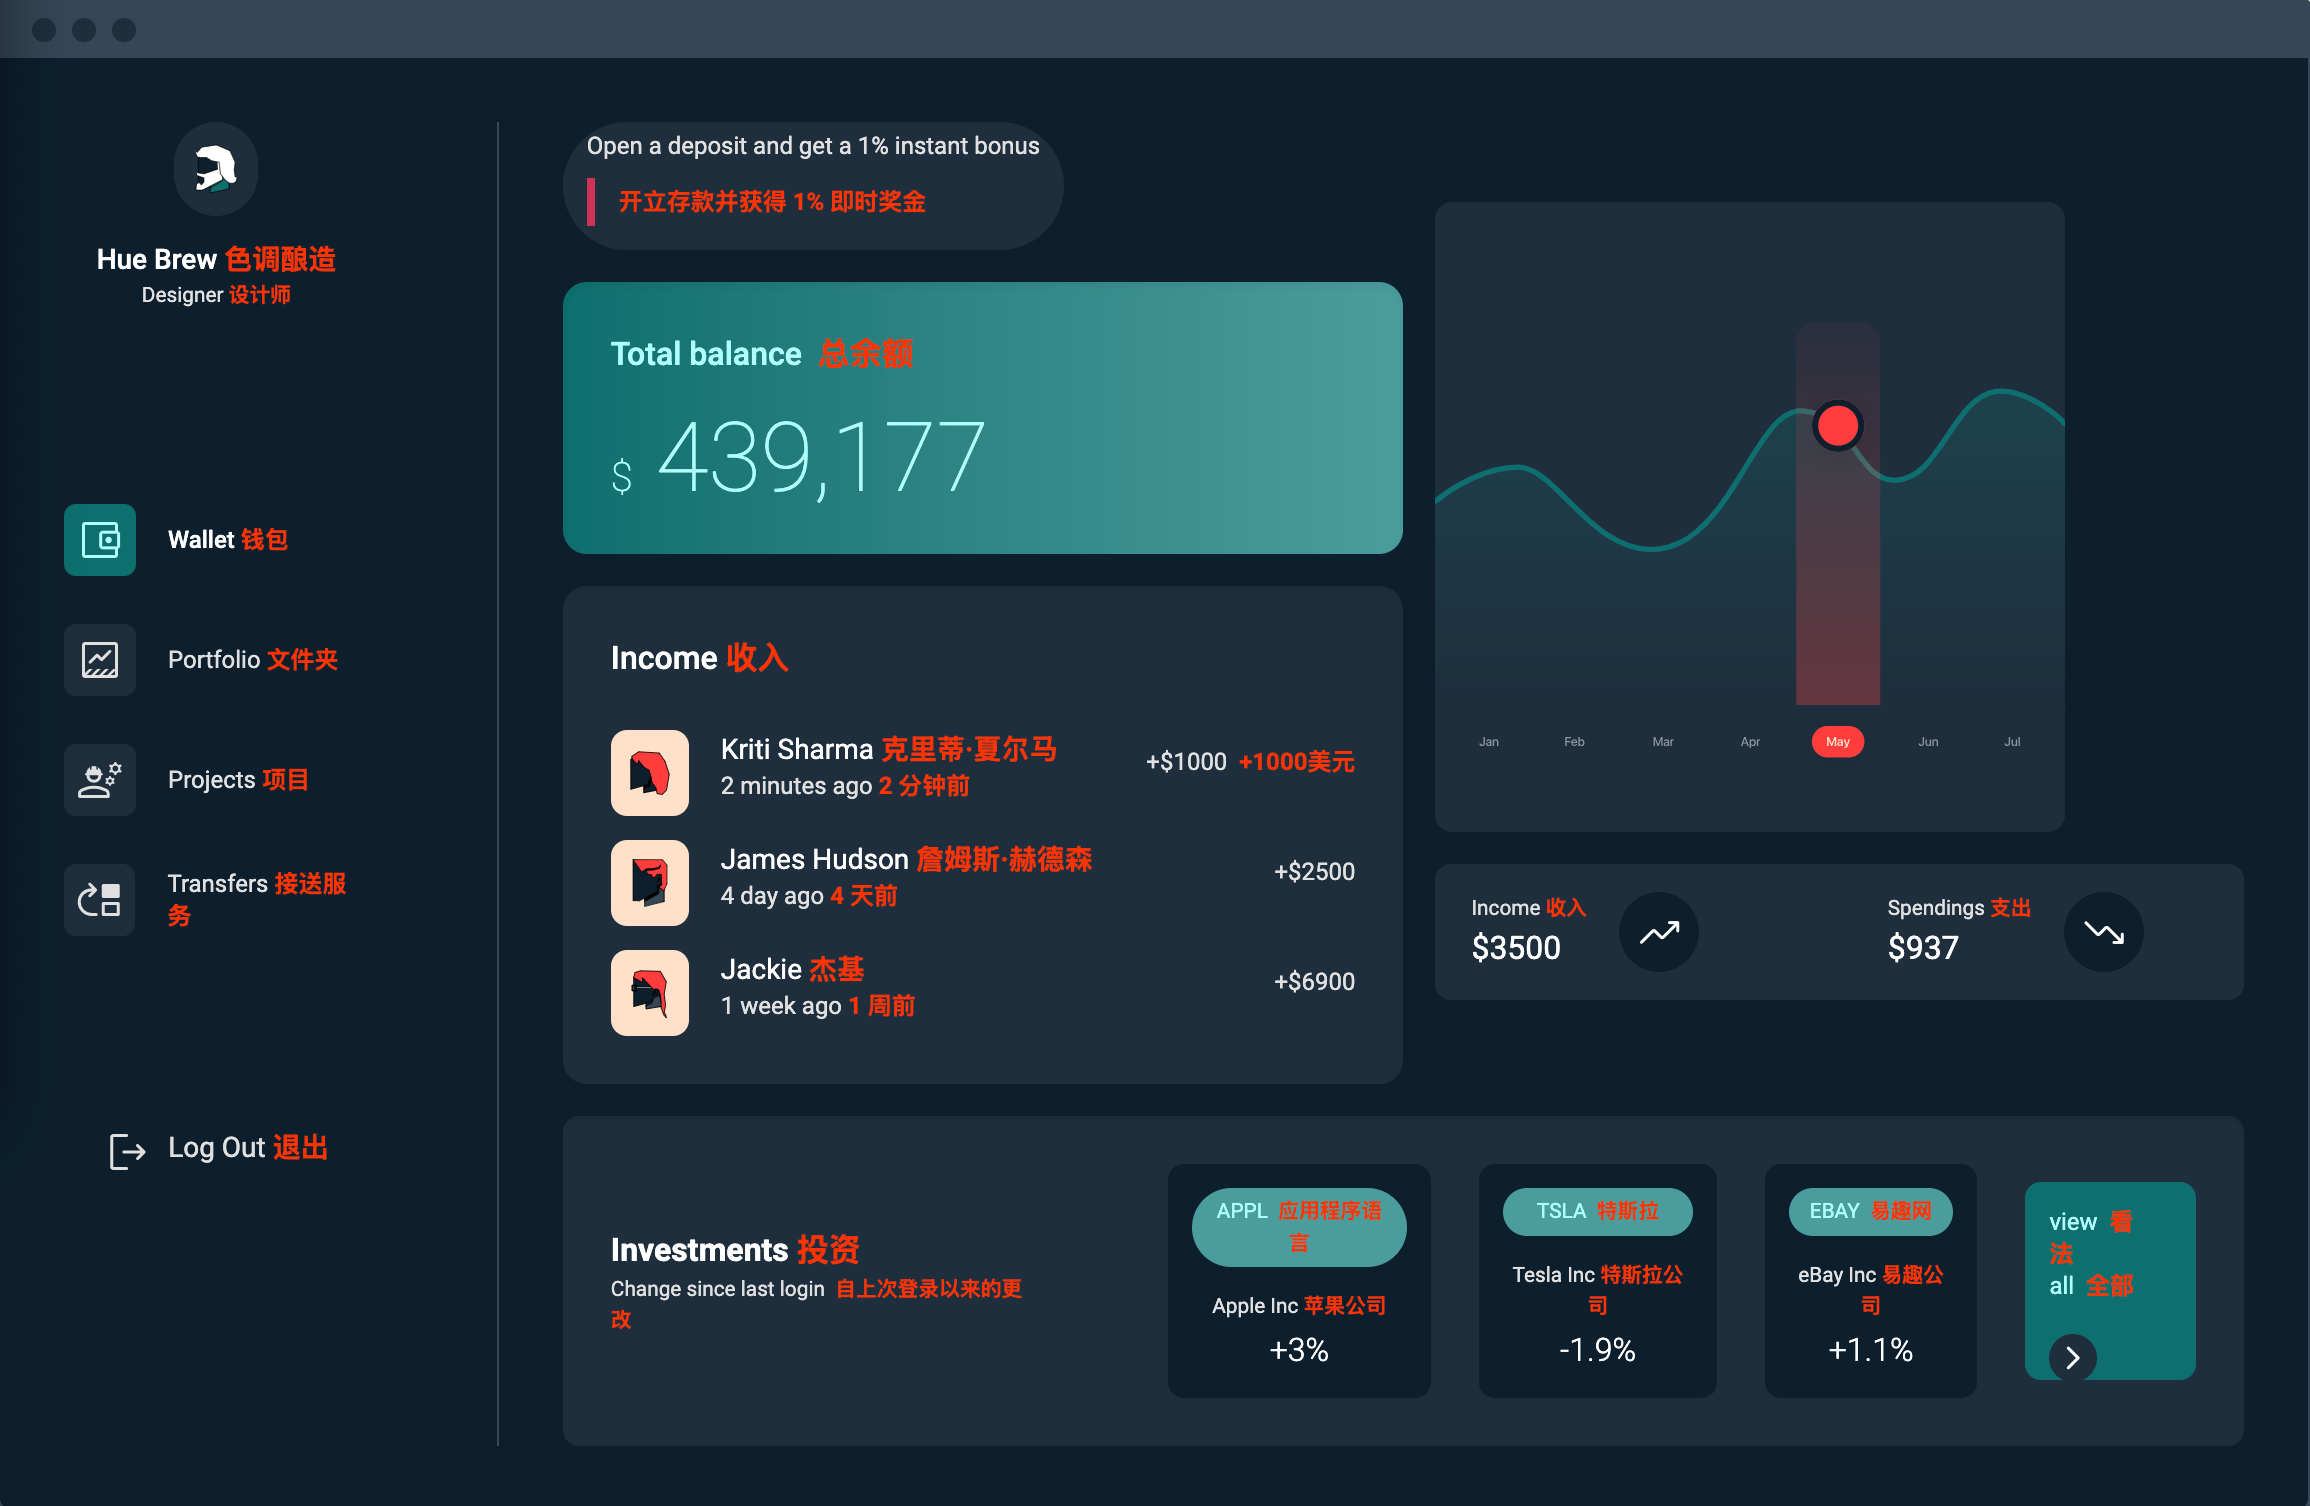 Hue Brew 色调酿造
Designer 设计师
Wallet 钱包
Portfolio 文件夹
Projects 项目
Transfers 接送服
务
Log Out 退出
Open a deposit and get a 1% instant bonus
开立存款并获得 1% 即时奖金
Total balance 总余额
$ 439,177
Income 收入
Kriti Sharma 克里蒂·夏尔马
2 minutes ago 2 分钟前
+$1000 +1000美元
James Hudson 詹姆斯·赫德森
4 day ago 4 天前
+$2500
Jackie 杰基
1 week ago 1 周前
+$6900
Jan Feb Mar Apr May Jun Jul
Income 收入
$3500
Spendings 支出
$937
Investments 投资
Change since last login 自上次登录以来的更
改
APPL 应用程序语
言
Apple Inc 苹果公司
+3%
TSLA 特斯拉
Tesla Inc 特斯拉公
司
-1.9%
EBAY 易趣网
eBay Inc 易趣公
司
+1.1%
view 看
法
all 全部